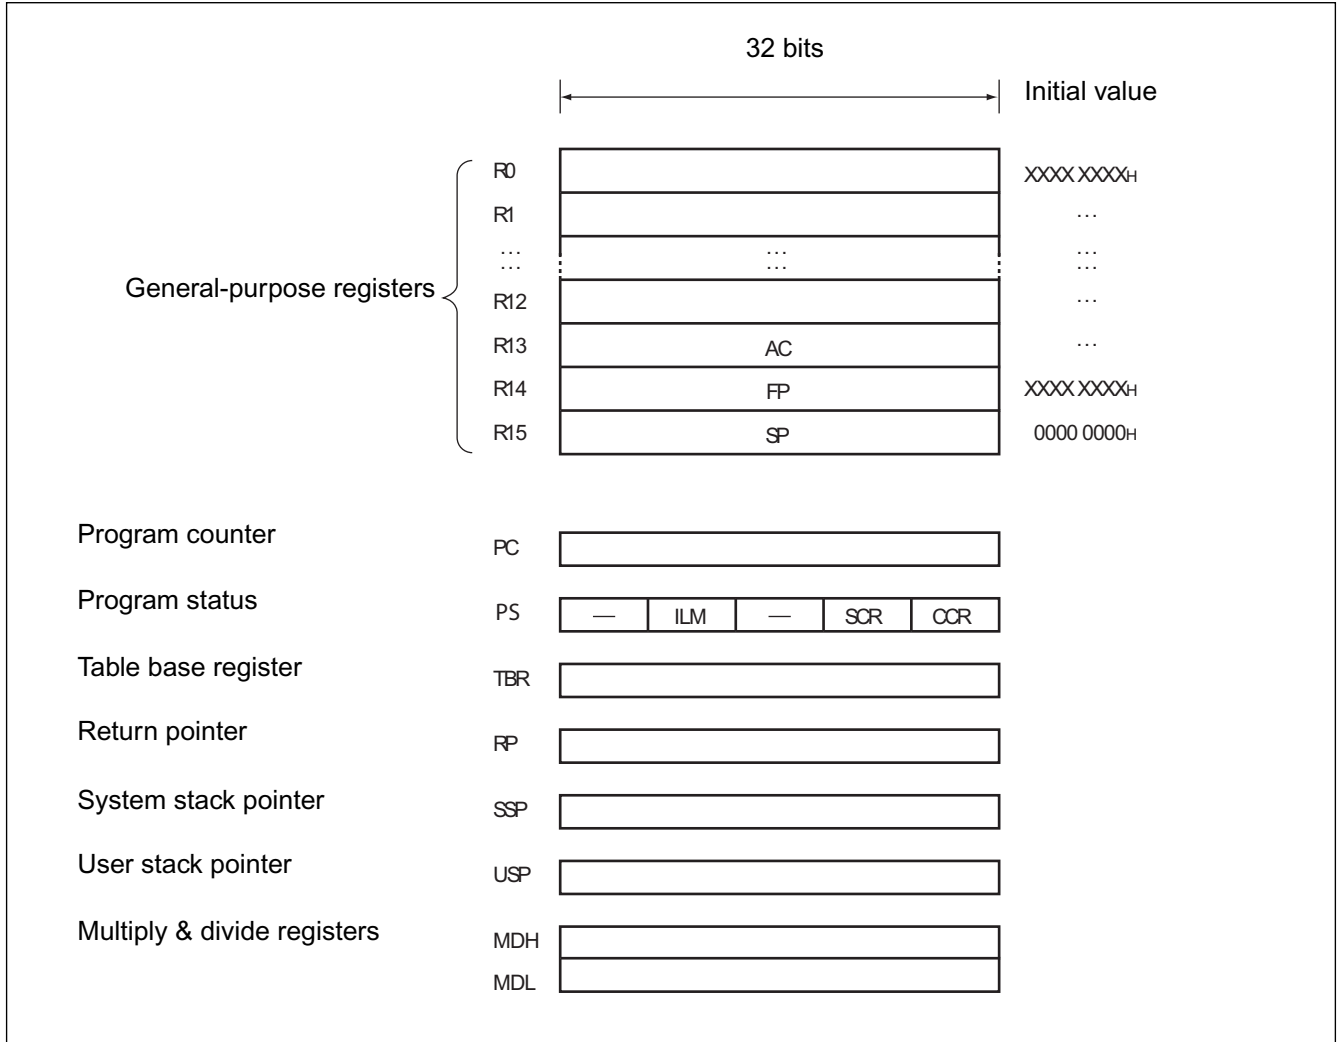 32 bits
Initial value
General-purpose registers
R0 XXXX XXXXH
R1 ...
... ... ...
... ... ...
R12 ...
R13 AC ...
R14 FP XXXX XXXXH
R15 SP 0000 0000H
Program counter PC
Program status PS — ILM — SCR CCR
Table base register TBR
Return pointer RP
System stack pointer SSP
User stack pointer USP
Multiply & divide registers MDH
MDL